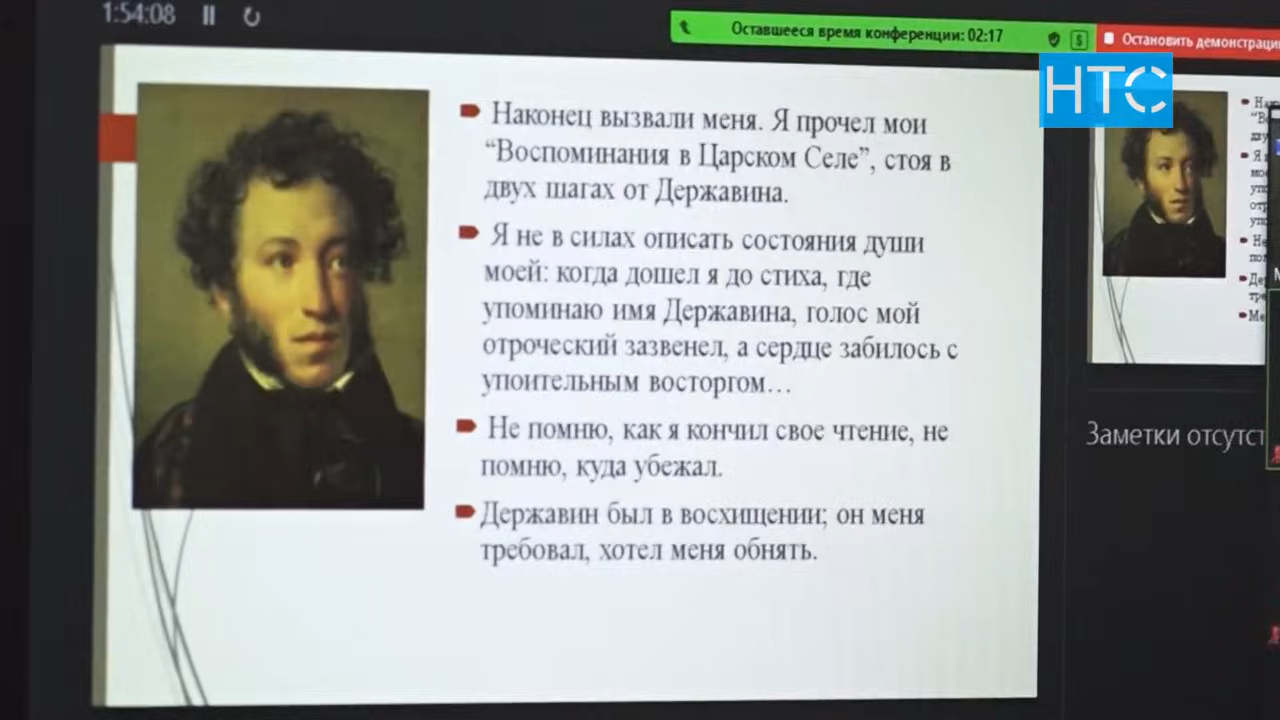 1:54:08
Оставшееся время конференции: 02:17
Остановить демонстрации
НТС
Наконец вызвали меня. Я прочел мои
“Воспоминания в Царском Селе”, стоя в
двух шагах от Державина.
Я не в силах описать состояния души
моей: когда дошел я до стиха, где
упоминаю имя Державина, голос мой
отроческий зазвенел, а сердце забилось с
упоительным восторгом…
Не помню, как я кончил свое чтение, не
помню, куда убежал.
Державин был в восхищении; он меня
требовал, хотел меня обнять.
Заметки отсутст